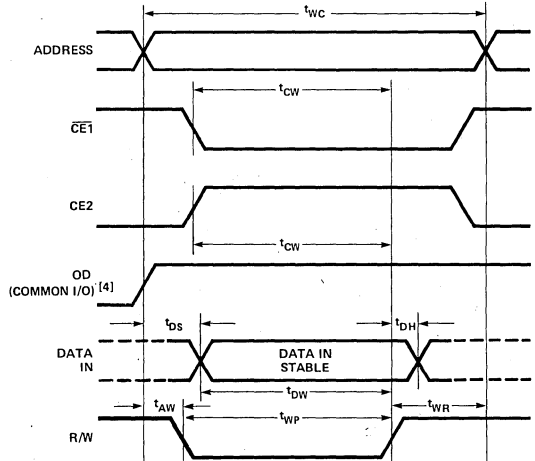 tWC
ADDRESS
tCW
CE1
CE2
tCW
OD
(COMMON I/O) [4]
tDS
tDH
DATA
IN
DATA IN
STABLE
tDW
tAW
tWP
tWR
R/W